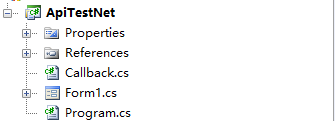 ApiTestNet
Properties
References
Callback.cs
Form1.cs
Program.cs